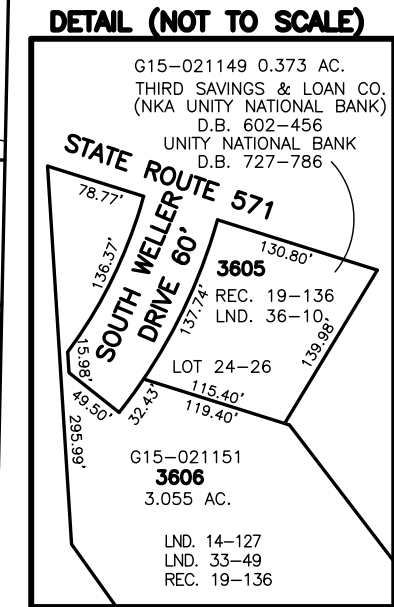 DETAIL (NOT TO SCALE)
G15-021149 0.373 AC.
THIRD SAVINGS & LOAN CO.
(NKA UNITY NATIONAL BANK)
D.B. 602-456
UNITY NATIONAL BANK
D.B. 727-786
STATE ROUTE 571
78.77'
136.37'
SOUTH WELLER
DRIVE 60'
137.74'
130.80'
3605
REC. 19-136
LND. 36-10
139.98'
LOT 24-26
15.98'
49.50'
32.43'
115.40'
119.40'
295.99'
G15-021151
3606
3.055 AC.
LND. 14-127
LND. 33-49
REC. 19-136